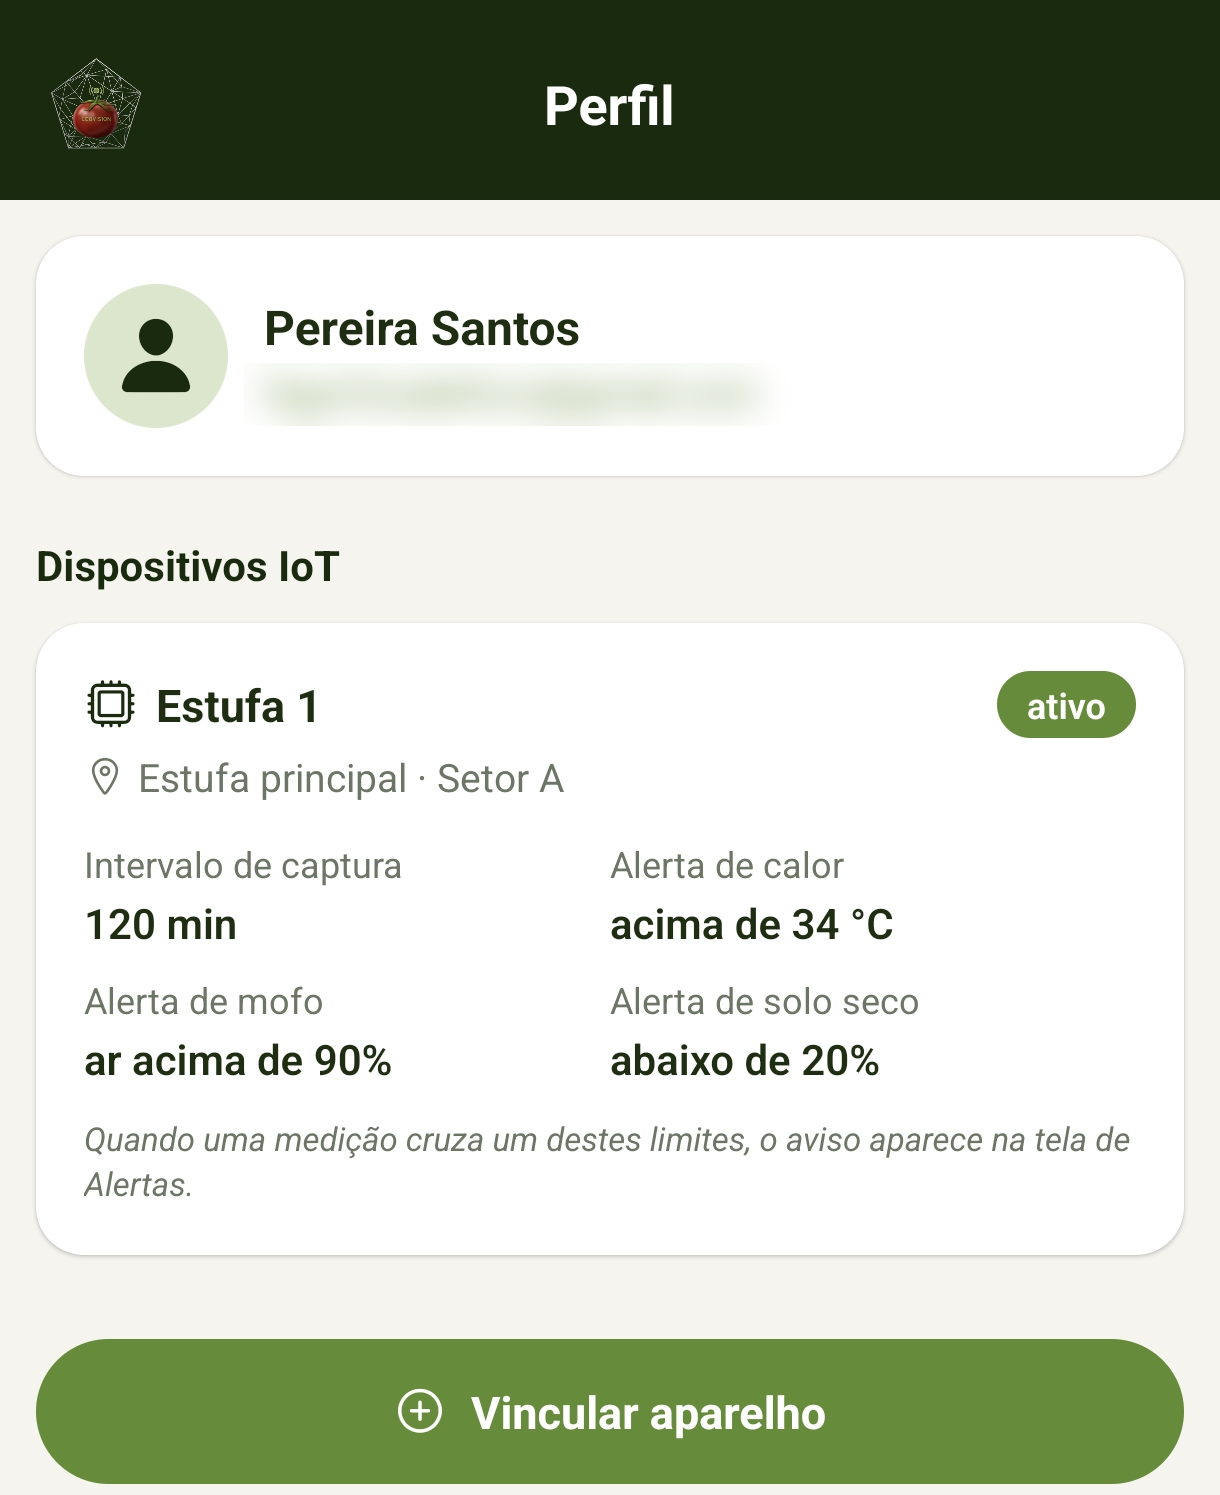 Perfil
Pereira Santos
Dispositivos IoT
Estufa 1
ativo
Estufa principal · Setor A
Intervalo de captura
Alerta de calor
120 min
acima de 34 °C
Alerta de mofo
Alerta de solo seco
ar acima de 90%
abaixo de 20%
Quando uma medição cruza um destes limites, o aviso aparece na tela de
Alertas.
Vincular aparelho